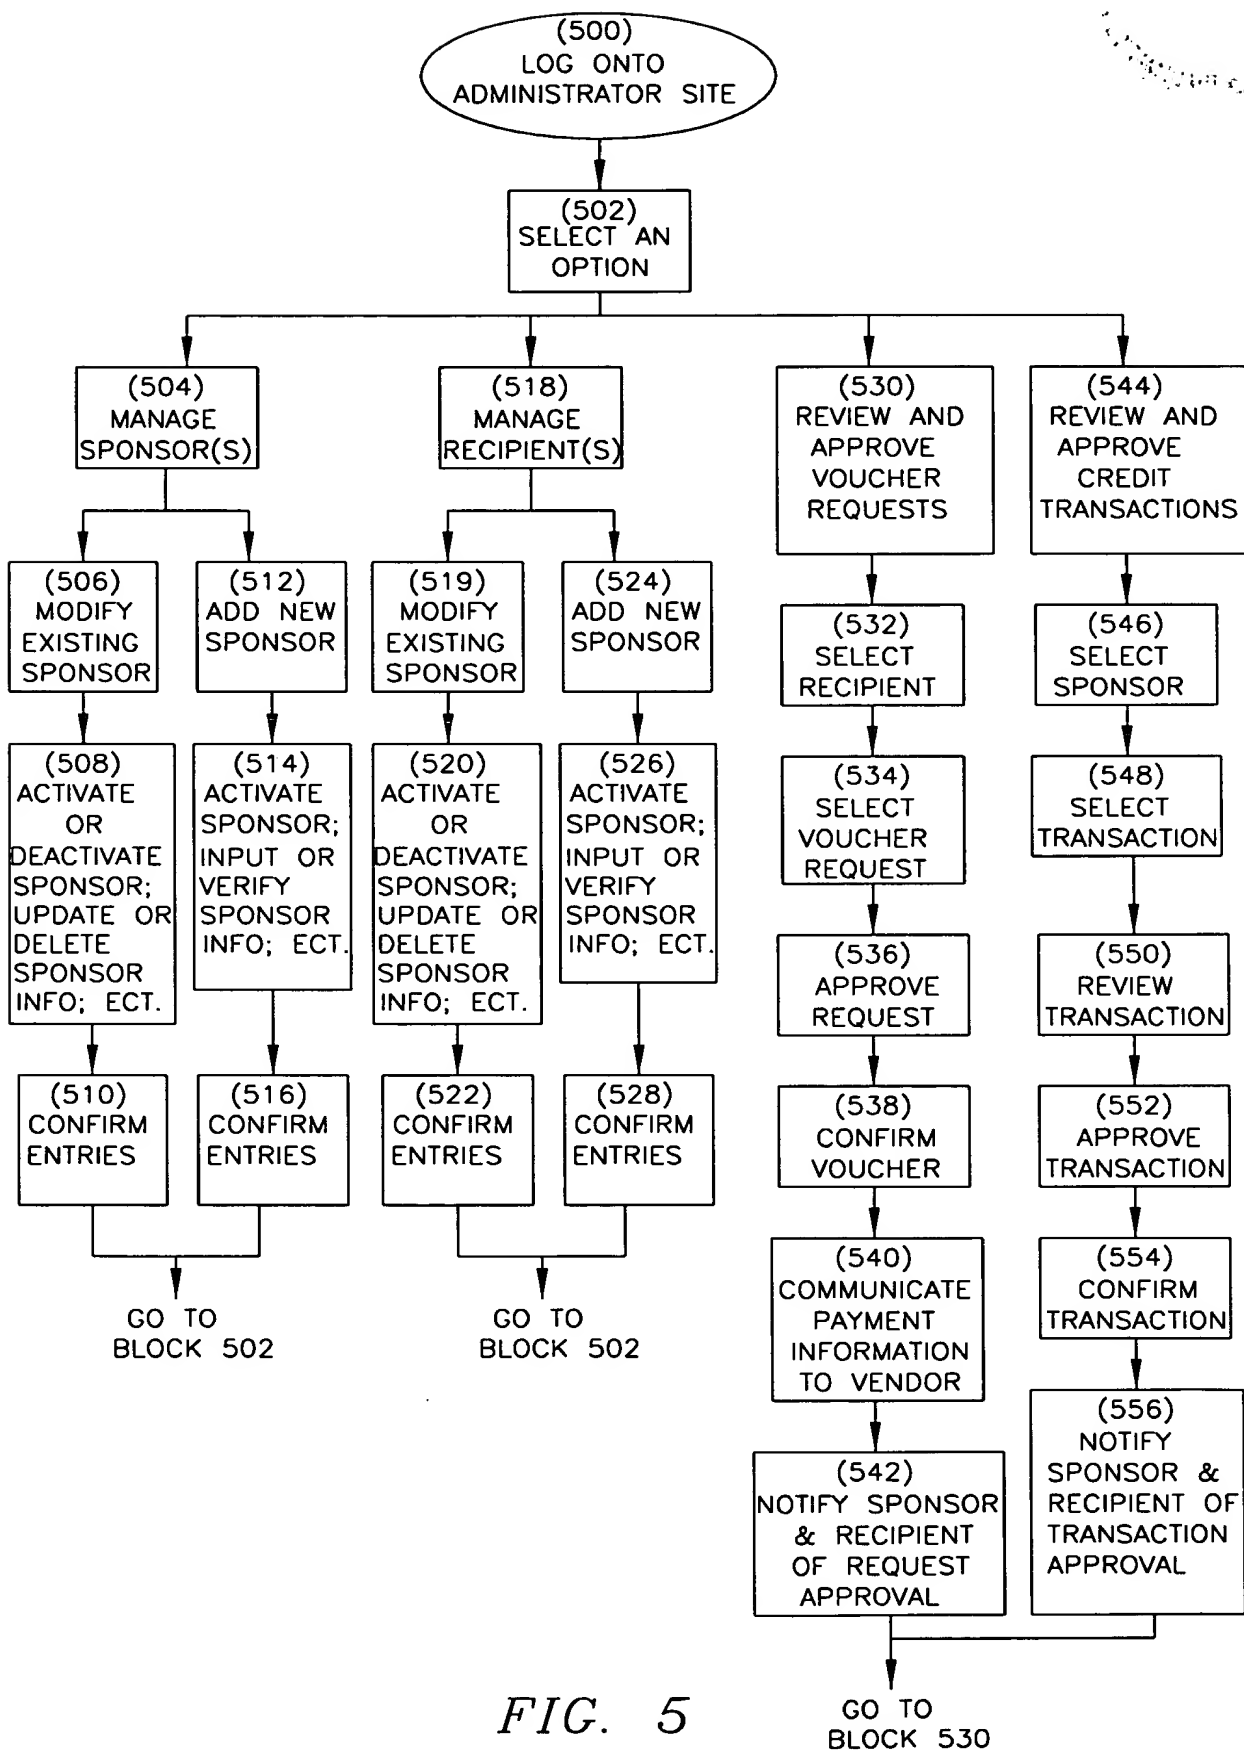 (500)
LOG ONTO
ADMINISTRATOR SITE
(502)
SELECT AN
OPTION
(504)
MANAGE
SPONSOR(S)
(518)
MANAGE
RECIPIENT(S)
(530)
REVIEW AND
APPROVE
VOUCHER
REQUESTS
(544)
REVIEW AND
APPROVE
CREDIT
TRANSACTIONS
(506)
MODIFY
EXISTING
SPONSOR
(512)
ADD NEW
SPONSOR
(519)
MODIFY
EXISTING
SPONSOR
(524)
ADD NEW
SPONSOR
(532)
SELECT
RECIPIENT
(546)
SELECT
SPONSOR
(508)
ACTIVATE
OR
DEACTIVATE
SPONSOR;
UPDATE OR
DELETE
SPONSOR
INFO; ECT.
(514)
ACTIVATE
SPONSOR;
INPUT OR
VERIFY
SPONSOR
INFO; ECT.
(520)
ACTIVATE
OR
DEACTIVATE
SPONSOR;
UPDATE OR
DELETE
SPONSOR
INFO; ECT.
(526)
ACTIVATE
SPONSOR;
INPUT OR
VERIFY
SPONSOR
INFO; ECT.
(534)
SELECT
VOUCHER
REQUEST
(548)
SELECT
TRANSACTION
(536)
APPROVE
REQUEST
(550)
REVIEW
TRANSACTION
(510)
CONFIRM
ENTRIES
(516)
CONFIRM
ENTRIES
(522)
CONFIRM
ENTRIES
(528)
CONFIRM
ENTRIES
(538)
CONFIRM
VOUCHER
(552)
APPROVE
TRANSACTION
GO TO
BLOCK 502
GO TO
BLOCK 502
(540)
COMMUNICATE
PAYMENT
INFORMATION
TO VENDOR
(554)
CONFIRM
TRANSACTION
(542)
NOTIFY SPONSOR
& RECIPIENT
OF REQUEST
APPROVAL
(556)
NOTIFY
SPONSOR &
RECIPIENT OF
TRANSACTION
APPROVAL
GO TO
BLOCK 530
FIG. 5